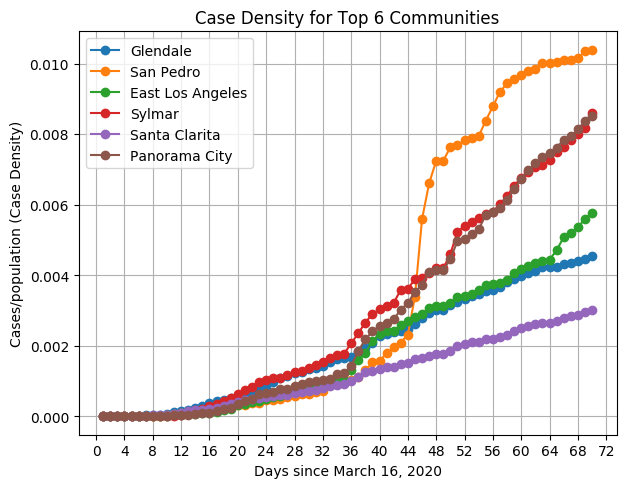 Case Density for Top 6 Communities
Glendale
San Pedro
East Los Angeles
Sylmar
Santa Clarita
Panorama City
Cases/population (Case Density)
0.010
0.008
0.006
0.004
0.002
0.000
0 4 8 12 16 20 24 28 32 36 40 44 48 52 56 60 64 68 72
Days since March 16, 2020